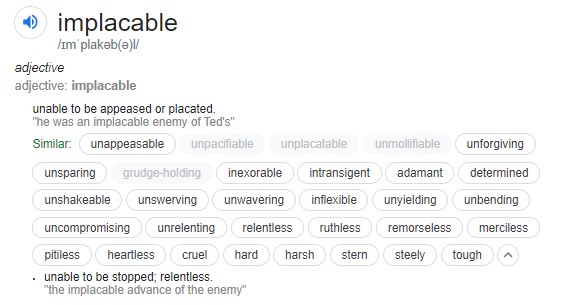 implacable
/ɪmˈplakəb(ə)l/
adjective
adjective: implacable
unable to be appeased or placated.
"he was an implacable enemy of Ted's"
Similar: unappeasable unpacifiable unplacatable unmollifiable unforgiving
unsparing grudge-holding inexorable intransigent adamant determined
unshakeable unswerving unwavering inflexible unyielding unbending
uncompromising unrelenting relentless ruthless remorseless merciless
pitiless heartless cruel hard harsh stern steely tough
• unable to be stopped; relentless.
"the implacable advance of the enemy"